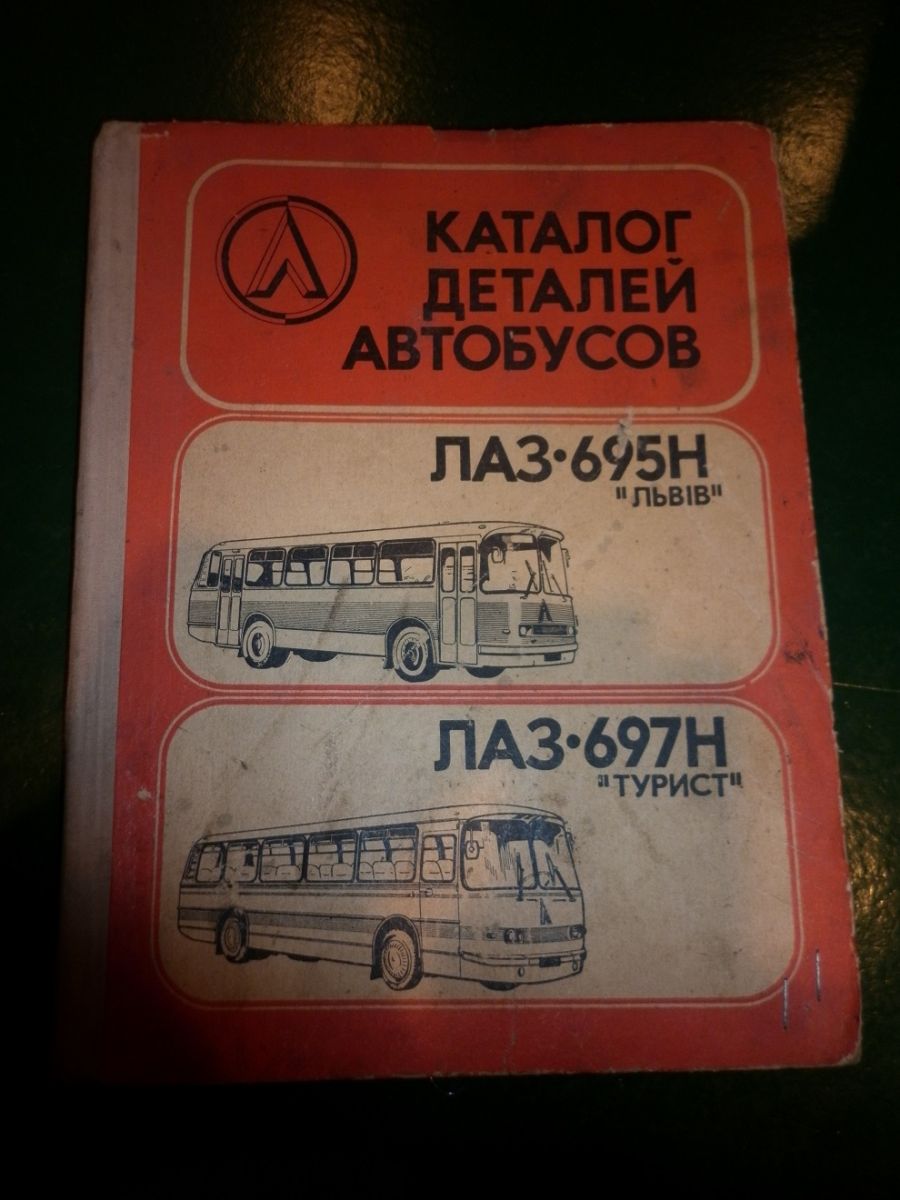 КАТАЛОГ
ДЕТАЛЕЙ
АВТОБУСОВ
ЛАЗ·695Н
"ЛЬВІВ"
ЛАЗ·697Н
"ТУРИСТ"